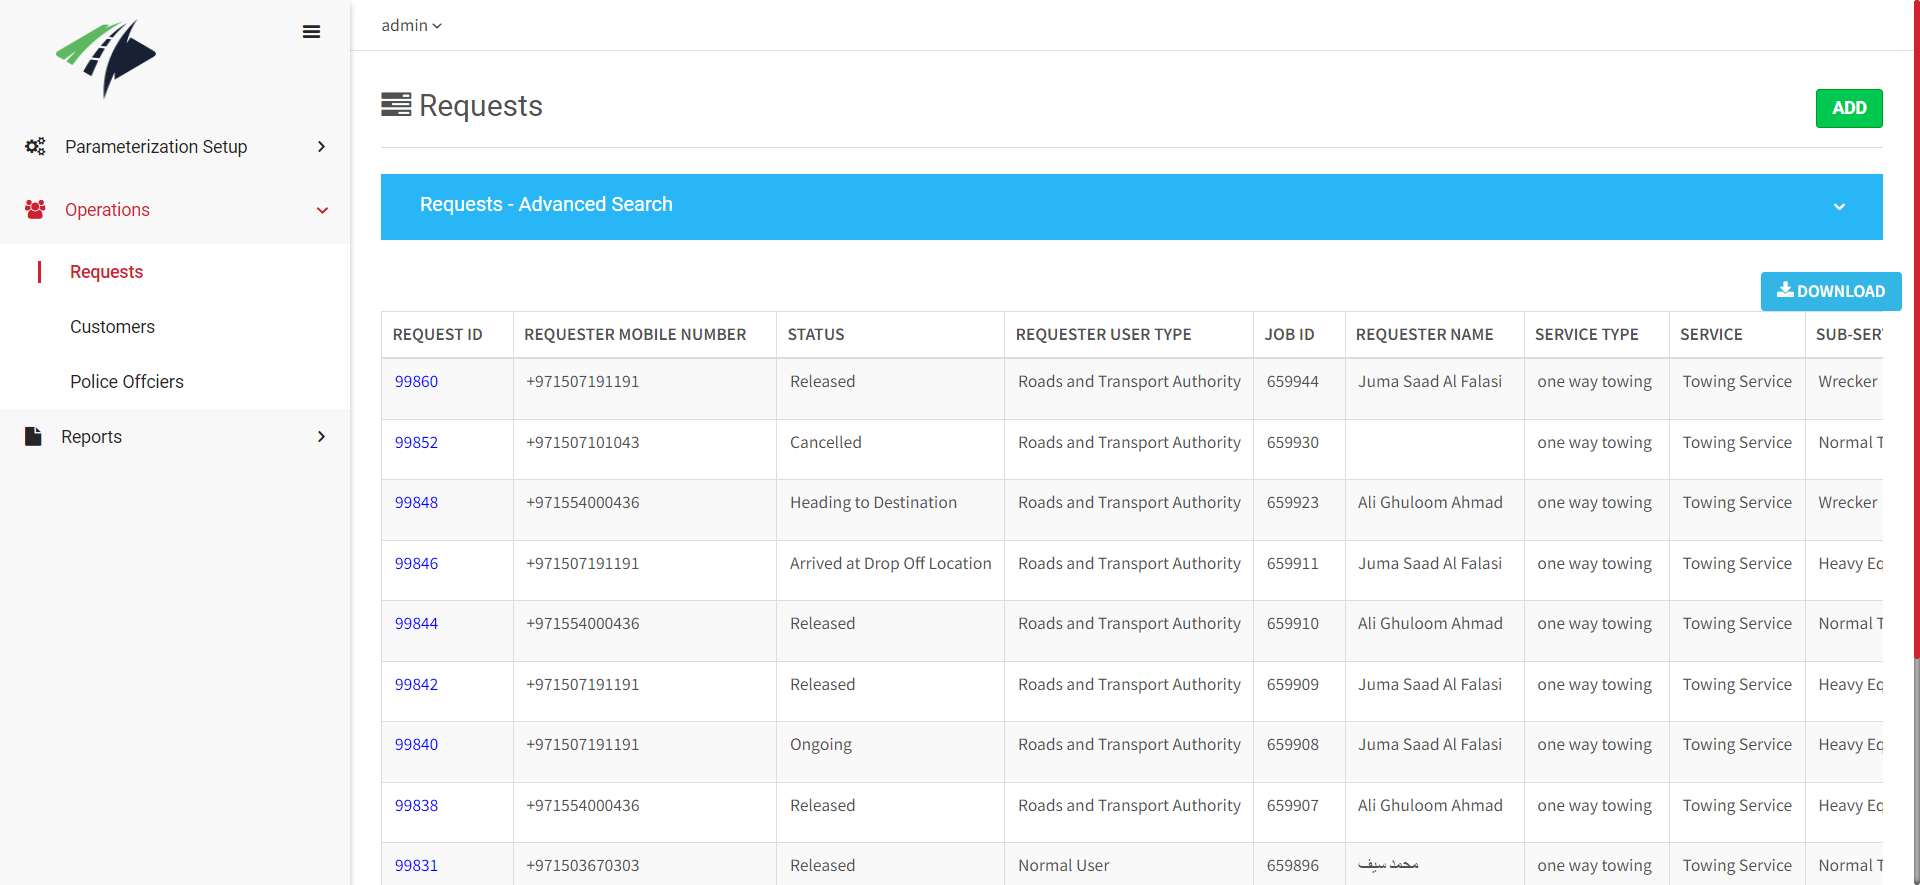 admin
Requests
ADD
Parameterization Setup
Operations
Requests
Customers
Police Offciers
Reports
Requests - Advanced Search
DOWNLOAD
REQUEST ID REQUESTER MOBILE NUMBER STATUS REQUESTER USER TYPE JOB ID REQUESTER NAME SERVICE TYPE SERVICE SUB-SER
99860 +971507191191 Released Roads and Transport Authority 659944 Juma Saad Al Falasi one way towing Towing Service Wrecker
99852 +971507101043 Cancelled Roads and Transport Authority 659930 one way towing Towing Service Normal T
99848 +971554000436 Heading to Destination Roads and Transport Authority 659923 Ali Ghuloom Ahmad one way towing Towing Service Wrecker
99846 +971507191191 Arrived at Drop Off Location Roads and Transport Authority 659911 Juma Saad Al Falasi one way towing Towing Service Heavy Eq
99844 +971554000436 Released Roads and Transport Authority 659910 Ali Ghuloom Ahmad one way towing Towing Service Normal T
99842 +971507191191 Released Roads and Transport Authority 659909 Juma Saad Al Falasi one way towing Towing Service Heavy Eq
99840 +971507191191 Ongoing Roads and Transport Authority 659908 Juma Saad Al Falasi one way towing Towing Service Heavy Eq
99838 +971554000436 Released Roads and Transport Authority 659907 Ali Ghuloom Ahmad one way towing Towing Service Heavy Eq
99831 +971503670303 Released Normal User 659896 محمد سيف one way towing Towing Service Normal T